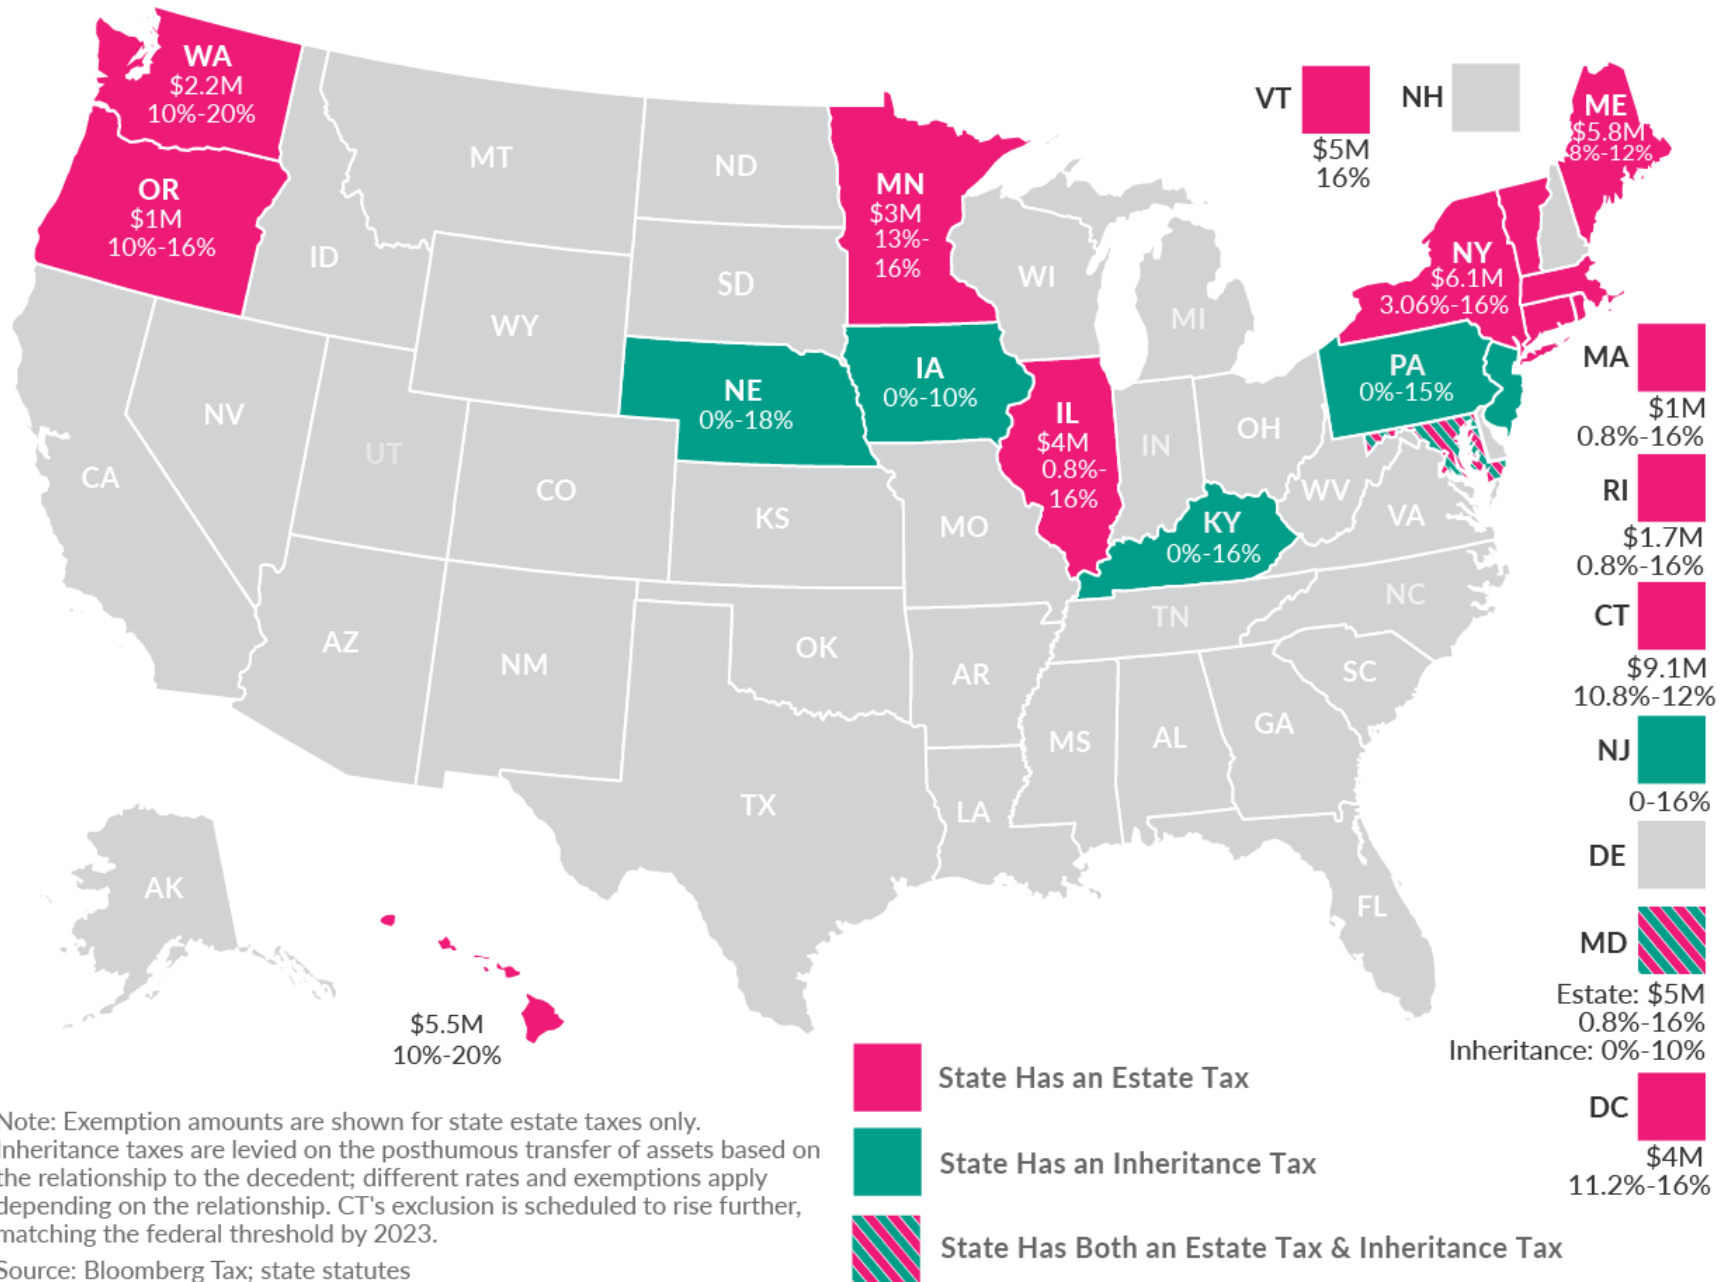 WA
$2.2M
10%-20%
OR
$1M
10%-16%
MT
ID
ND
SD
WY
MN
$3M
13%-
16%
WI
MI
VT
$5M
16%
NH
ME
$5.8M
8%-12%
NY
$6.1M
3.06%-16%
NE
0%-18%
IA
0%-10%
IL
$4M
0.8%-
16%
IN
OH
PA
0%-15%
NV
UT
CA
CO
KS
MO
KY
0%-16%
WV
VA
AZ
NM
OK
AR
TN
NC
SC
MS
AL
GA
TX
LA
FL
AK
$5.5M
10%-20%
MA
$1M
0.8%-16%
RI
$1.7M
0.8%-16%
CT
$9.1M
10.8%-12%
NJ
0-16%
DE
MD
Estate: $5M
0.8%-16%
Inheritance: 0%-10%
DC
$4M
11.2%-16%
State Has an Estate Tax
State Has an Inheritance Tax
State Has Both an Estate Tax & Inheritance Tax
Note: Exemption amounts are shown for state estate taxes only.
Inheritance taxes are levied on the posthumous transfer of assets based on
the relationship to the decedent; different rates and exemptions apply
depending on the relationship. CT's exclusion is scheduled to rise further,
matching the federal threshold by 2023.
Source: Bloomberg Tax; state statutes